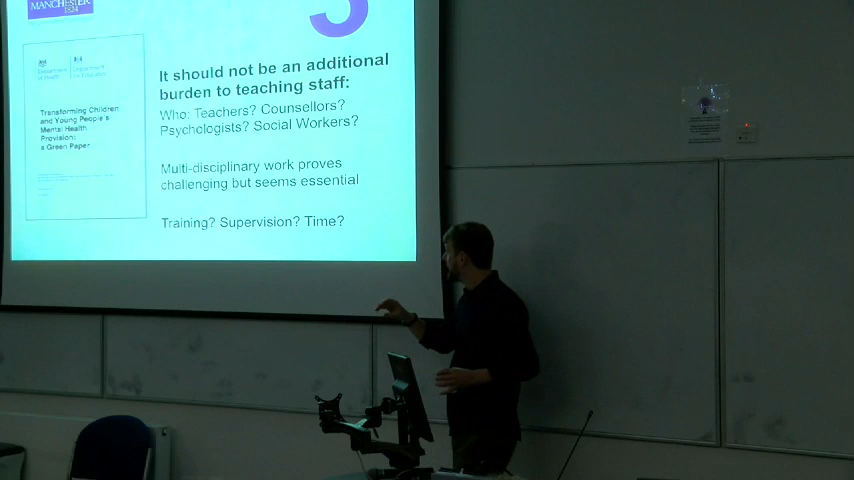 MANCHESTER
1824
3
Department of Health
Department for Education
Transforming Children
and Young People's
Mental Health
Provision:
a Green Paper
It should not be an additional
burden to teaching staff:
Who: Teachers? Counsellors?
Psychologists? Social Workers?
Multi-disciplinary work proves
challenging but seems essential
Training? Supervision? Time?